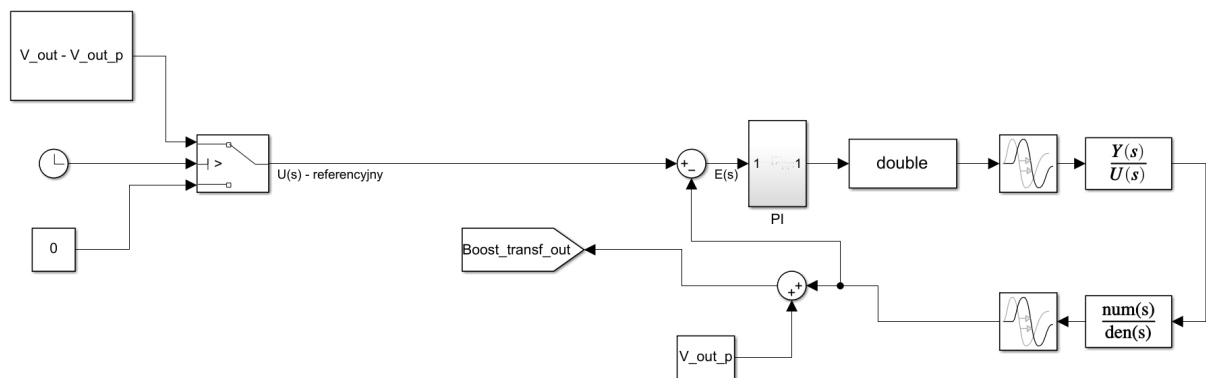 V_out - V_out_p
>
U(s) - referencyjny
0
+
−
E(s)
1 1
PI
double
Y(s)
U(s)
Boost_transf_out
+
+
V_out_p
num(s)
den(s)